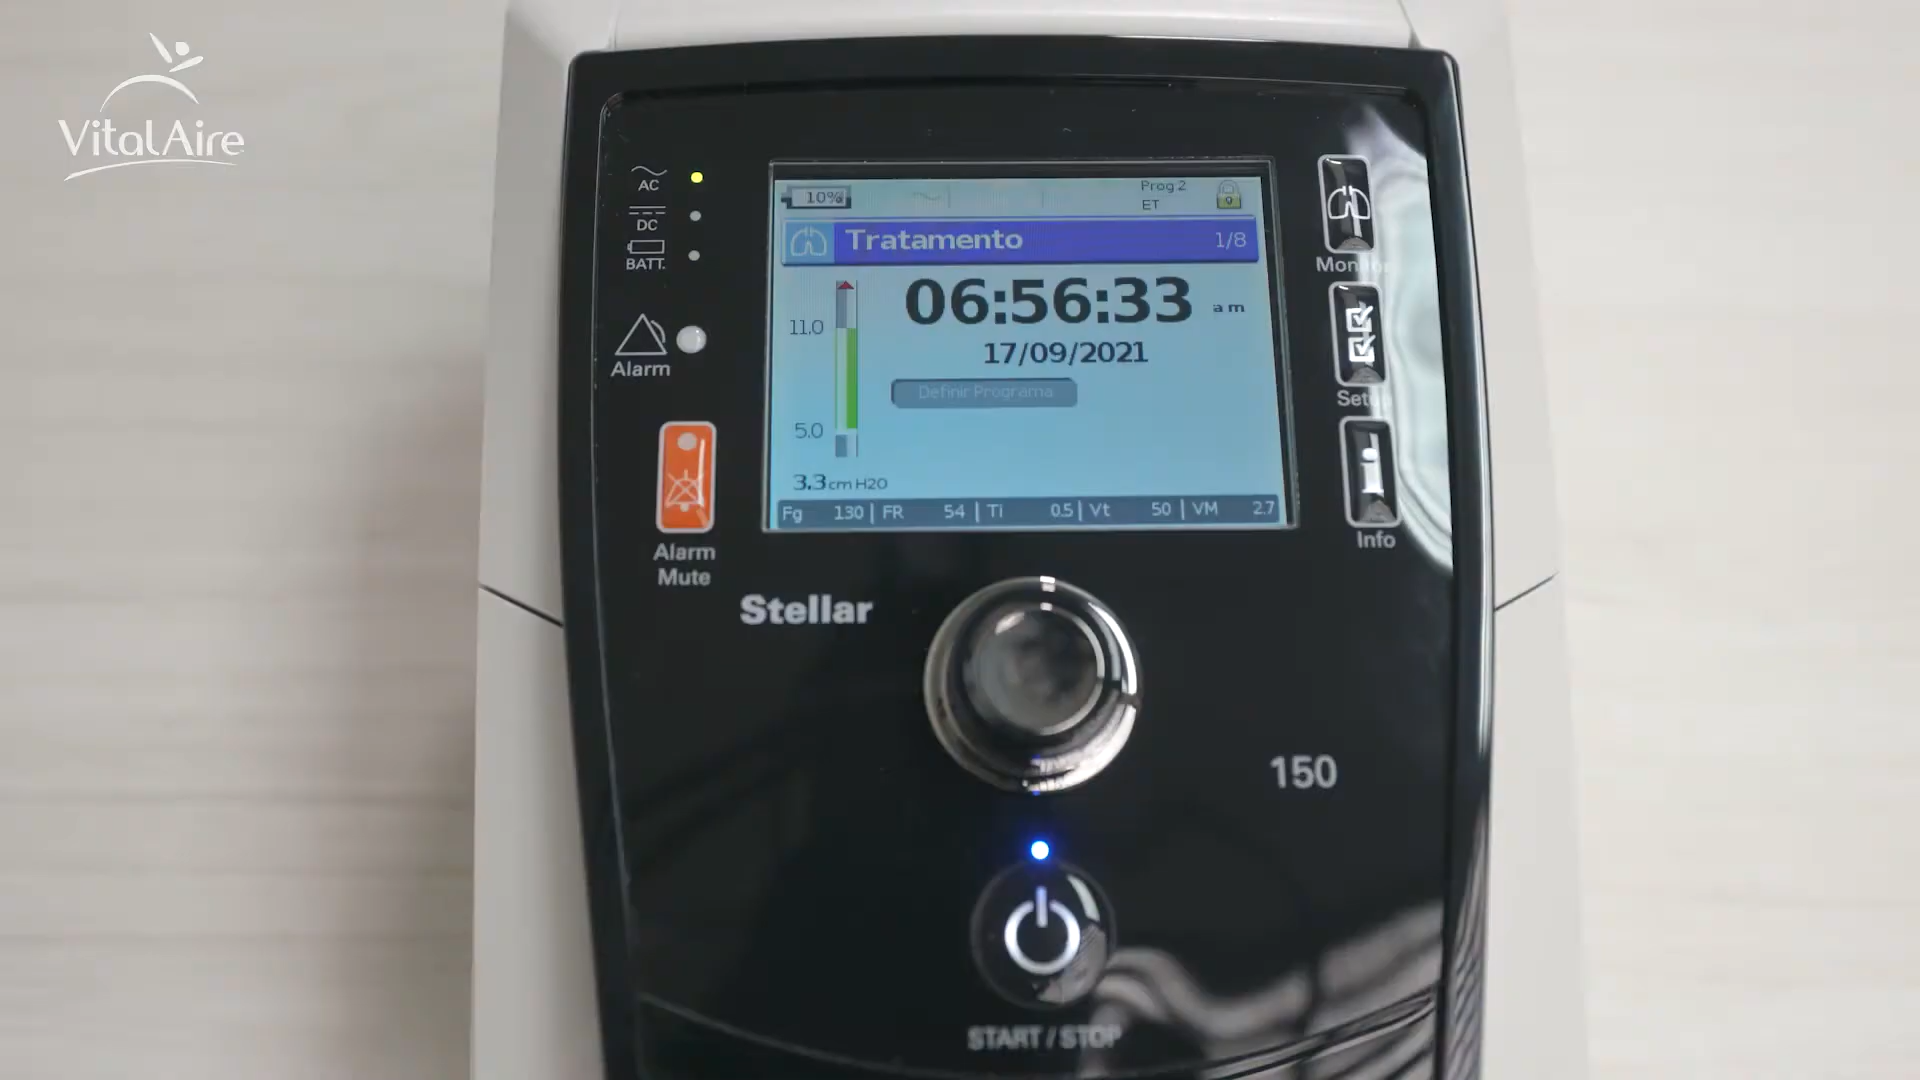 VitalAire
AC
DC
BATT.
Alarm
Alarm
Mute
10%
Prog 2
ET
Tratamento 1/8
06:56:33 am
17/09/2021
Definir Programa
11.0
5.0
3.3 cm H2O
Fg 130 | FR 54 | Ti 0.5 | Vt 50 | VM 2.7
Monitor
Setup
Info
Stellar
150
START / STOP